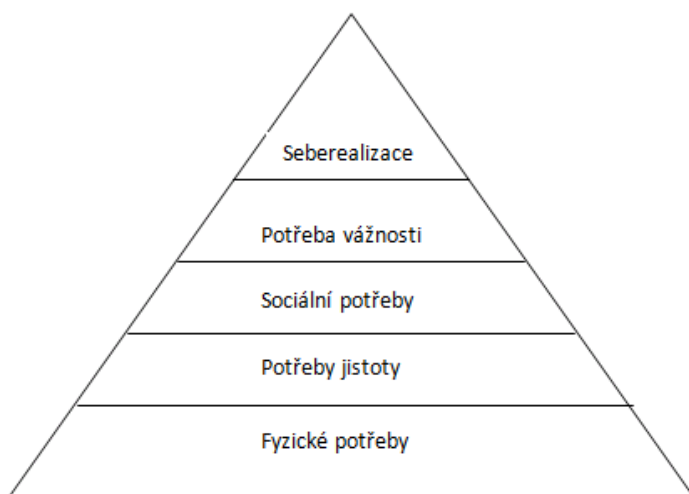 Seberealizace
Potřeba vážnosti
Sociální potřeby
Potřeby jistoty
Fyzické potřeby